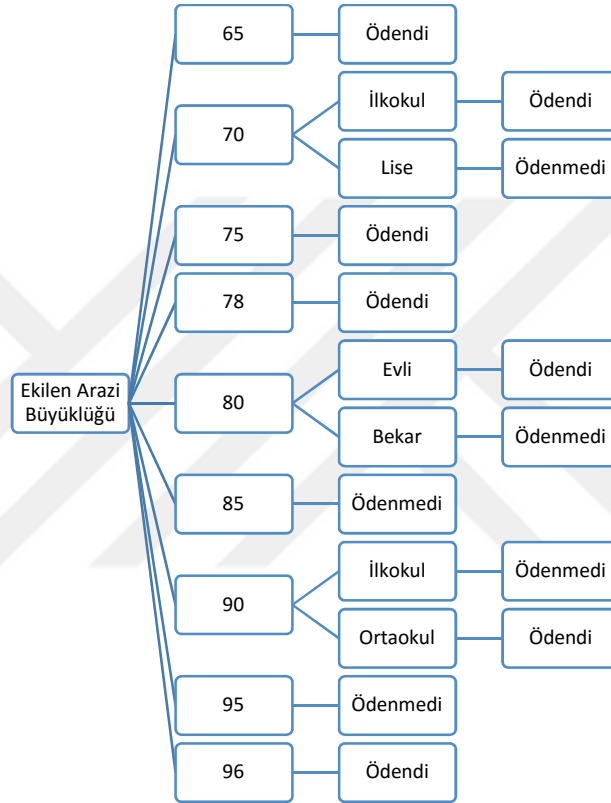 65
Ödendi
70
İlkokul
Ödendi
Lise
Ödenmedi
75
Ödendi
78
Ödendi
Ekilen Arazi
Büyüklüğü
80
Evli
Ödendi
Bekar
Ödenmedi
85
Ödenmedi
90
İlkokul
Ödenmedi
Ortaokul
Ödendi
95
Ödenmedi
96
Ödendi